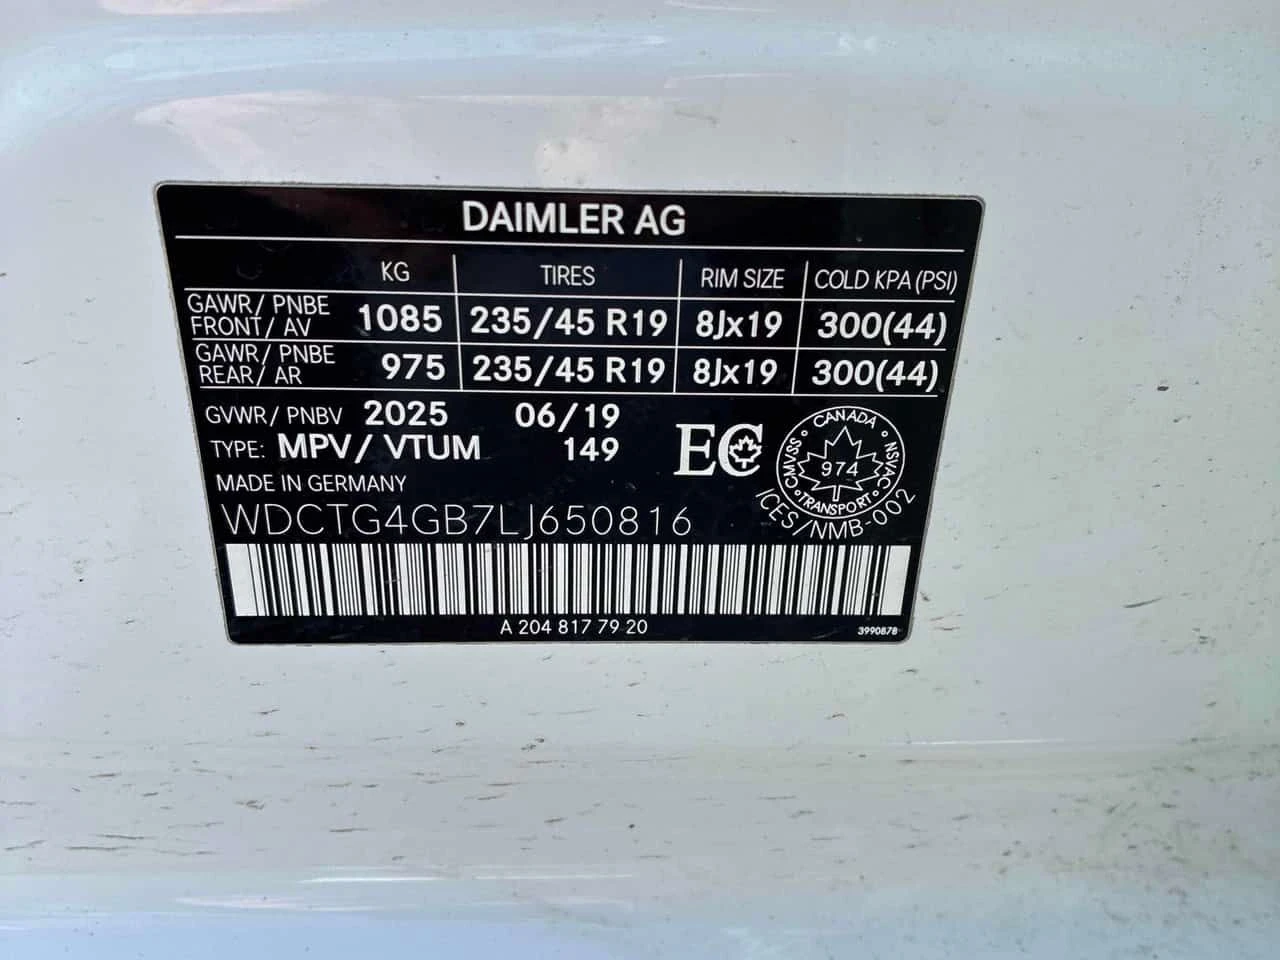 DAIMLER AG
KG TIRES RIM SIZE COLD KPA (PSI)
GAWR/ PNBE FRONT/ AV 1085 235/45 R19 8Jx19 300(44)
GAWR/ PNBE REAR/ AR 975 235/45 R19 8Jx19 300(44)
GVWR/ PNBV 2025 06/19
TYPE: MPV/ VTUM 149
EC
CANADA
CMVSS NSVAC
974
TRANSPORT
ICES/NMB-002
MADE IN GERMANY
WDCTG4GB7LJ650816
A 204 817 79 20
3990878